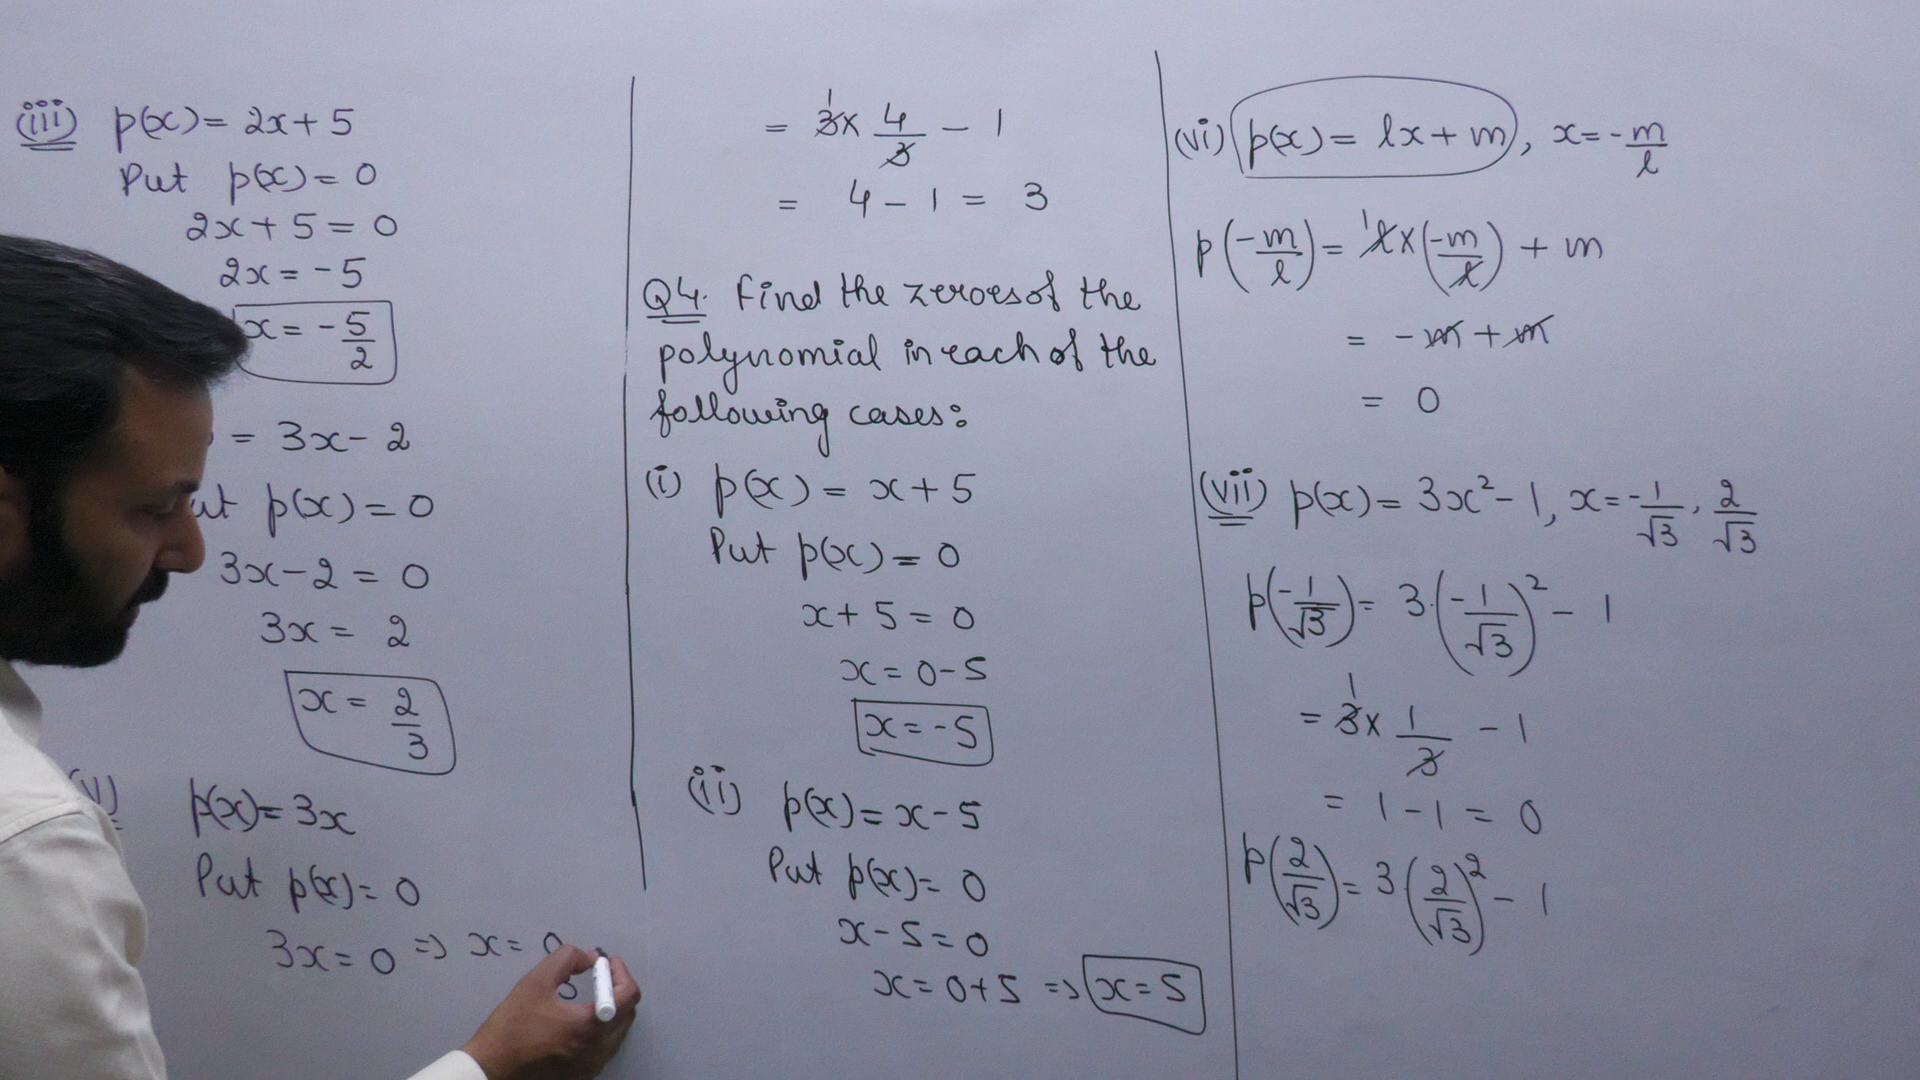 (iii) p(x) = 2x + 5
Put p(x) = 0
2x + 5 = 0
2x = -5
x = -5/2
= 3x - 2
ut p(x) = 0
3x - 2 = 0
3x = 2
x = 2/3
(v) p(x) = 3x
Put p(x) = 0
3x = 0 => x = 0/3
= 3 × 4/3 - 1
= 4 - 1 = 3
Q4. Find the zeroes of the
polynomial in each of the
following cases:
(i) p(x) = x + 5
Put p(x) = 0
x + 5 = 0
x = 0 - 5
x = -5
(ii) p(x) = x - 5
Put p(x) = 0
x - 5 = 0
x = 0 + 5 => x = 5
(vi) p(x) = lx + m, x = -m/l
p(-m/l) = l × (-m/l) + m
= -m + m
= 0
(vii) p(x) = 3x² - 1, x = -1/√3, 2/√3
p(-1/√3) = 3·(-1/√3)² - 1
= 3 × 1/3 - 1
= 1 - 1 = 0
p(2/√3) = 3(2/√3)² - 1